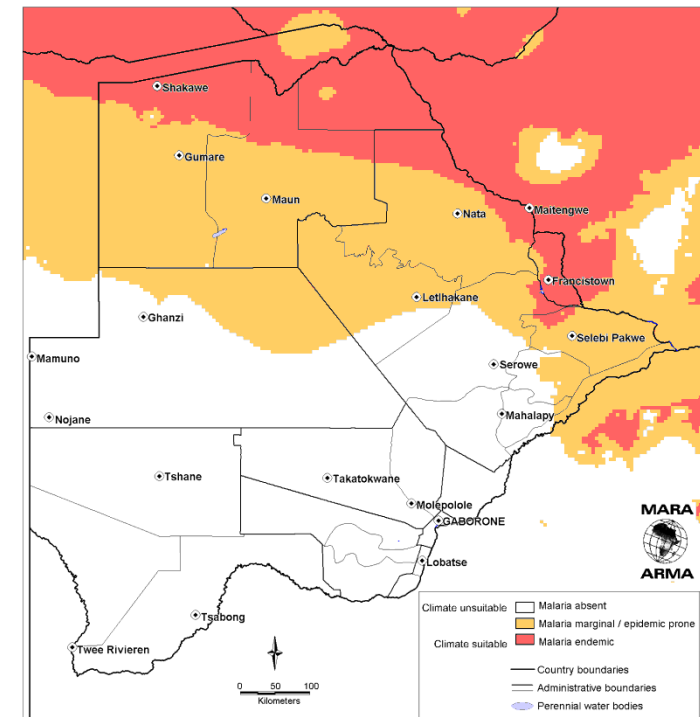 Shakawe
Gumare
Maun
Nata
Maitengwe
Francistown
Letlhakane
Ghanzi
Selebi Pakwe
Mamuno
Serowe
Mahalapy
Nojane
Tshane
Takatokwane
Molepolole
GABORONE
Lobatse
Tsabong
Twee Rivieren
MARA
ARMA
0 50 100
Kilometers
Climate unsuitable
Malaria absent
Malaria marginal / epidemic prone
Climate suitable
Malaria endemic
Country boundaries
Administrative boundaries
Perennial water bodies